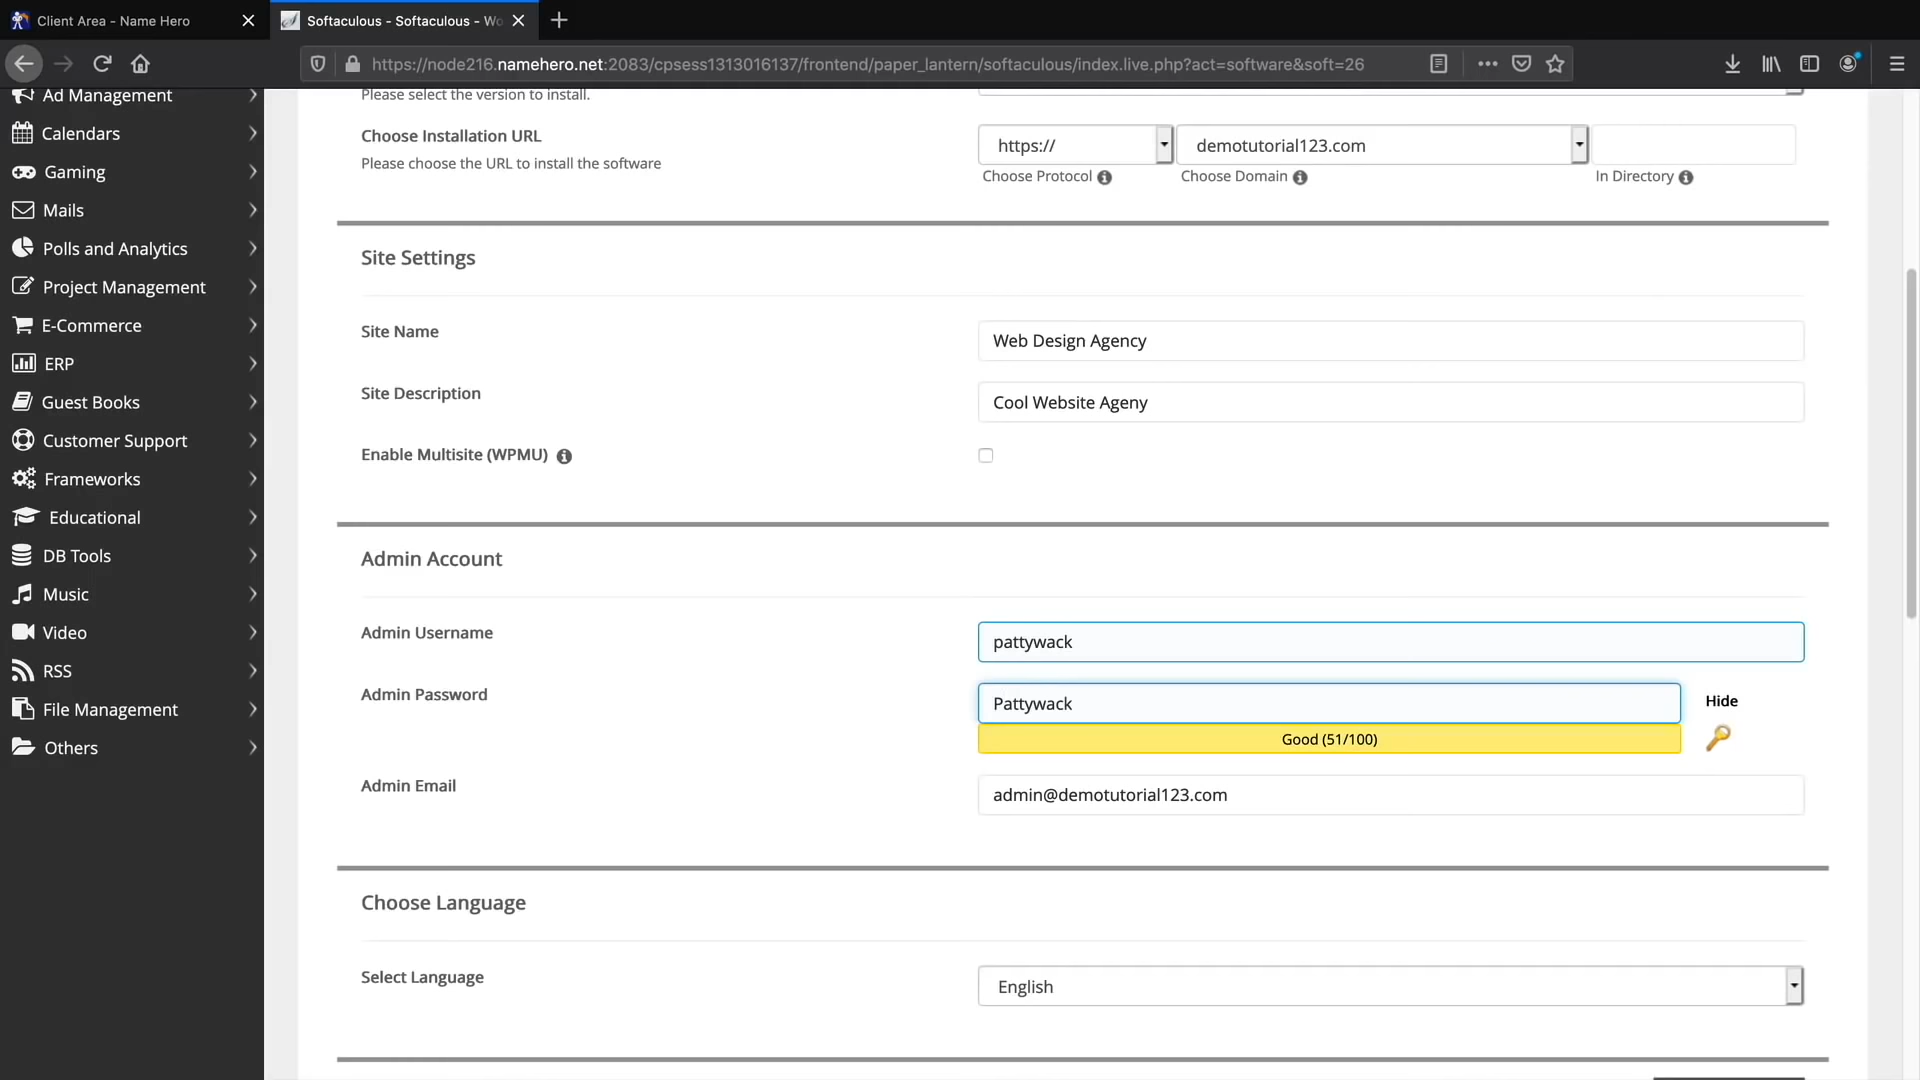 Client Area - Name Hero
Softaculous - Softaculous - Wo
https://node216.namehero.net:2083/cpsess1313016137/frontend/paper_lantern/softaculous/index.live.php?act=software&soft=26
Ad Management
Calendars
Gaming
Mails
Polls and Analytics
Project Management
E-Commerce
ERP
Guest Books
Customer Support
Frameworks
Educational
DB Tools
Music
Video
RSS
File Management
Others
Please select the version to install.
Choose Installation URL
Please choose the URL to install the software
https://
demotutorial123.com
Choose Protocol
Choose Domain
In Directory
Site Settings
Site Name
Web Design Agency
Site Description
Cool Website Ageny
Enable Multisite (WPMU)
Admin Account
Admin Username
pattywack
Admin Password
Pattywack
Hide
Good (51/100)
Admin Email
admin@demotutorial123.com
Choose Language
Select Language
English